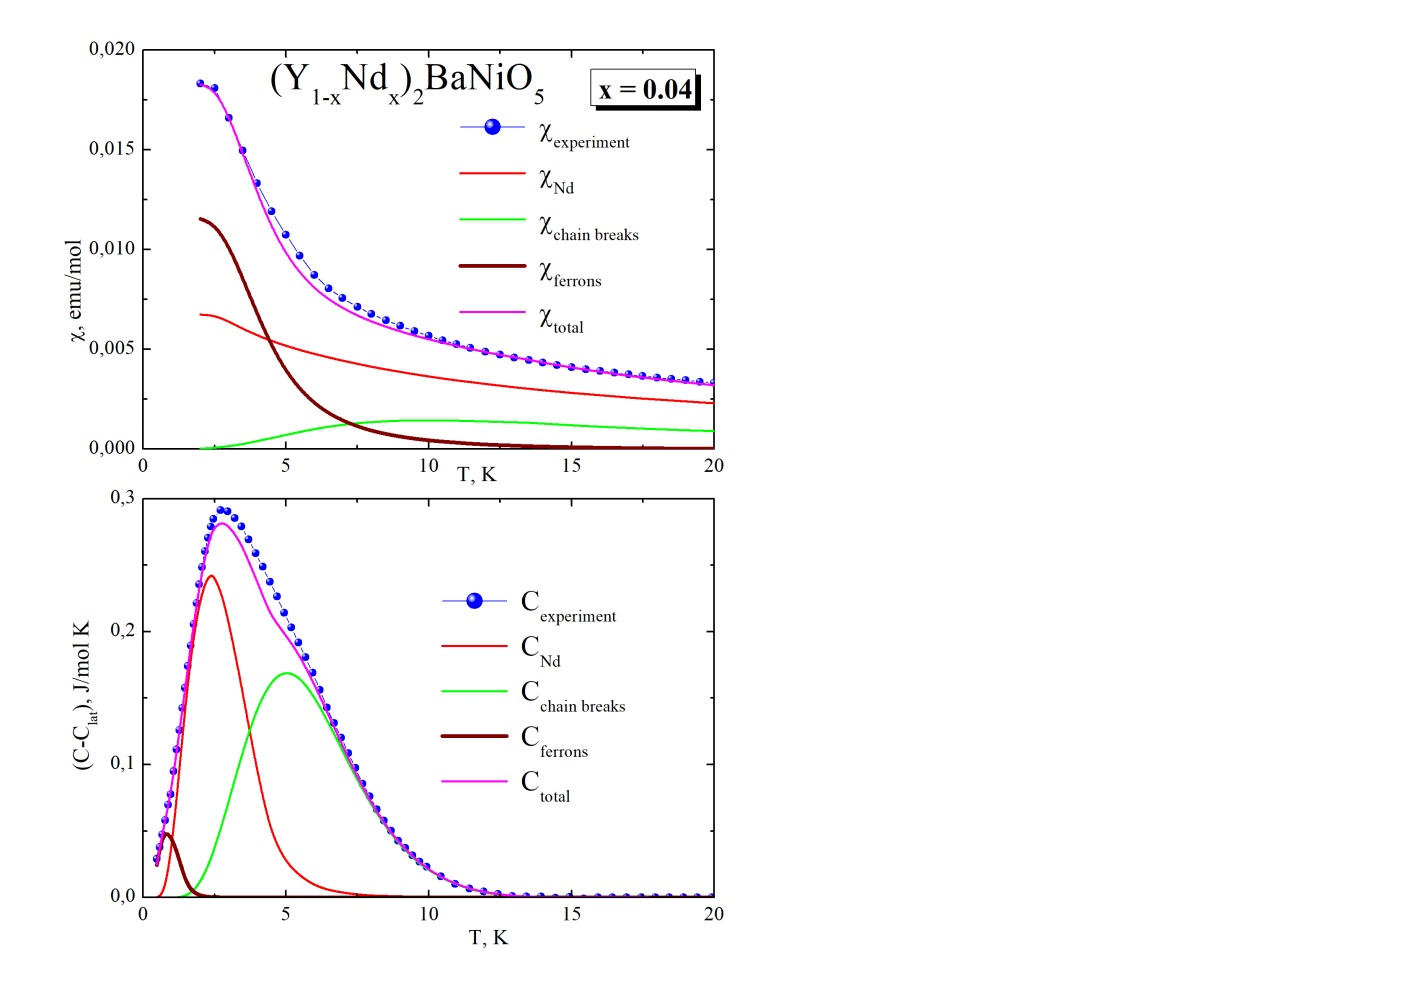 0,020
(Y1-xNdx)2BaNiO5
x = 0.04
χexperiment
0,015
χNd
χchain breaks
0,010
χferrons
χtotal
0,005
0,000
χ, emu/mol
0 5 10 15 20
T, K
0,3
Cexperiment
0,2
CNd
Cchain breaks
Cferrons
0,1
Ctotal
0,0
(C-Clat), J/mol K
0 5 10 15 20
T, K